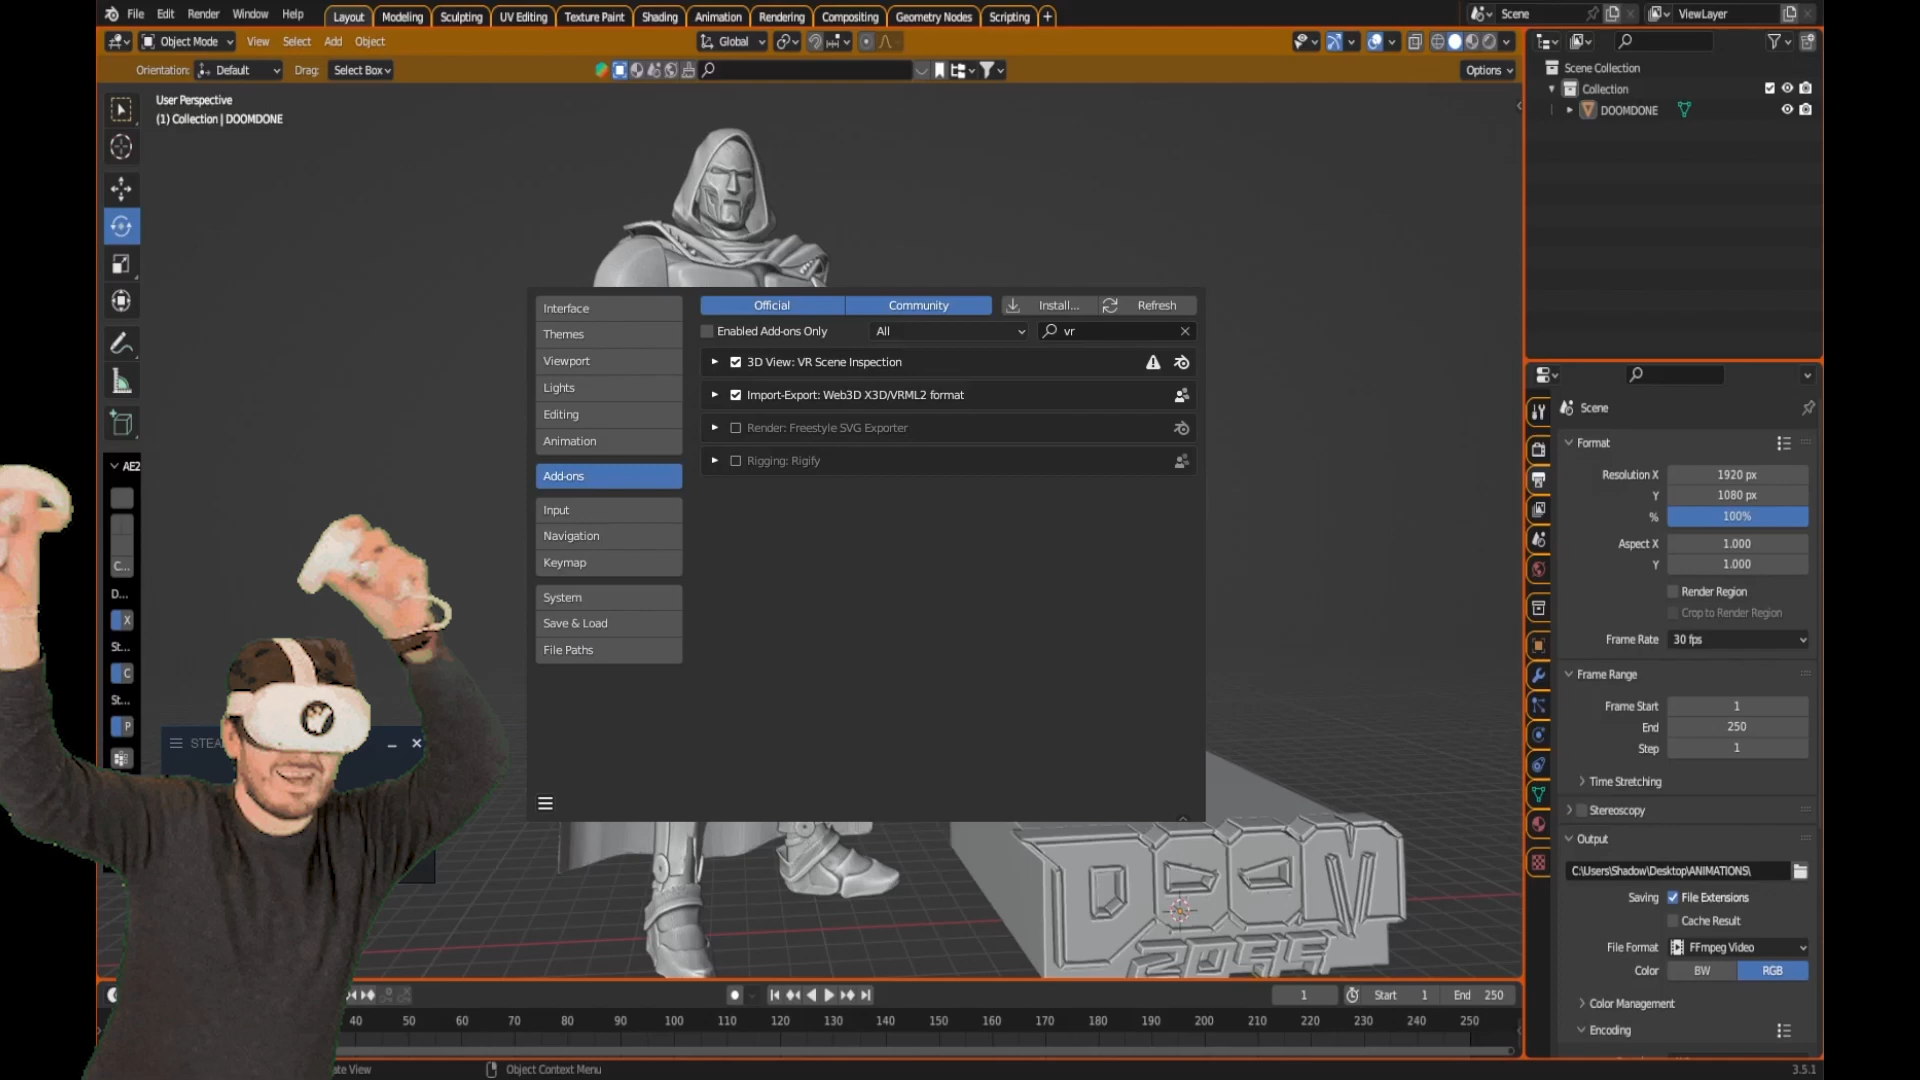 File Edit Render Window Help Layout Modeling Sculpting UV Editing Texture Paint Shading Animation Rendering Compositing Geometry Nodes Scripting + Scene ViewLayer
Object Mode View Select Add Object Global
Orientation: Default Drag: Select Box Options
User Perspective
(1) Collection | DOOMDONE
Scene Collection
Collection
DOOMDONE
Interface
Themes
Viewport
Lights
Editing
Animation
Add-ons
Input
Navigation
Keymap
System
Save & Load
File Paths
Official Community Install... Refresh
Enabled Add-ons Only All vr
3D View: VR Scene Inspection
Import-Export: Web3D X3D/VRML2 format
Render: Freestyle SVG Exporter
Rigging: Rigify
AE2
C...
D...
X
St...
C
St...
P
STEA
DOOM
2099
Scene
Format
Resolution X 1920 px
Y 1080 px
% 100%
Aspect X 1.000
Y 1.000
Render Region
Crop to Render Region
Frame Rate 30 fps
Frame Range
Frame Start 1
End 250
Step 1
Time Stretching
Stereoscopy
Output
C:\Users\Shadow\Desktop\ANIMATIONS\
Saving File Extensions
Cache Result
File Format FFmpeg Video
Color BW RGB
Color Management
Encoding
1 Start 1 End 250
40 50 60 70 80 90 100 110 120 130 140 150 160 170 180 190 200 210 220 230 240 250
ate View Object Context Menu 3.5.1